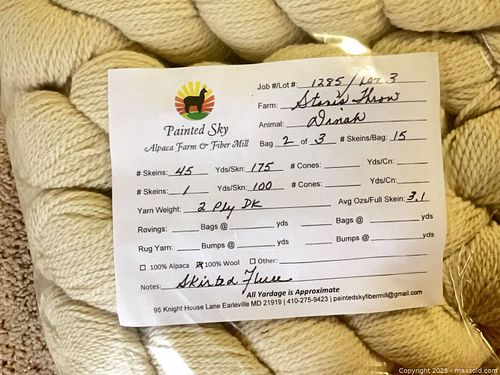 Job #/Lot #: 1285 / Lot 3
Painted Sky
Alpaca Farm & Fiber Mill
Farm: Stan's Throw
Animal: Dinah
Bag 2 of 3 # Skeins/Bag: 15
# Skeins: 45 Yds/Skn: 175 # Cones: Yds/Cn:
# Skeins: 1 Yds/Skn: 100 # Cones: Yds/Cn:
Yarn Weight: 2 Ply DK Avg Ozs/Full Skein: 3.1
Rovings: Bags @ yds Bags @ yds
Rug Yarn: Bumps @ yds Bumps @ yds
100% Alpaca 100% Wool Other:
Notes: Skirted Fleece
All Yardage is Approximate
95 Knight House Lane Earleville MD 21919 | 410-275-9423 | paintedskyfibermill@gmail.com
Copyright 2025 - maxsold.com